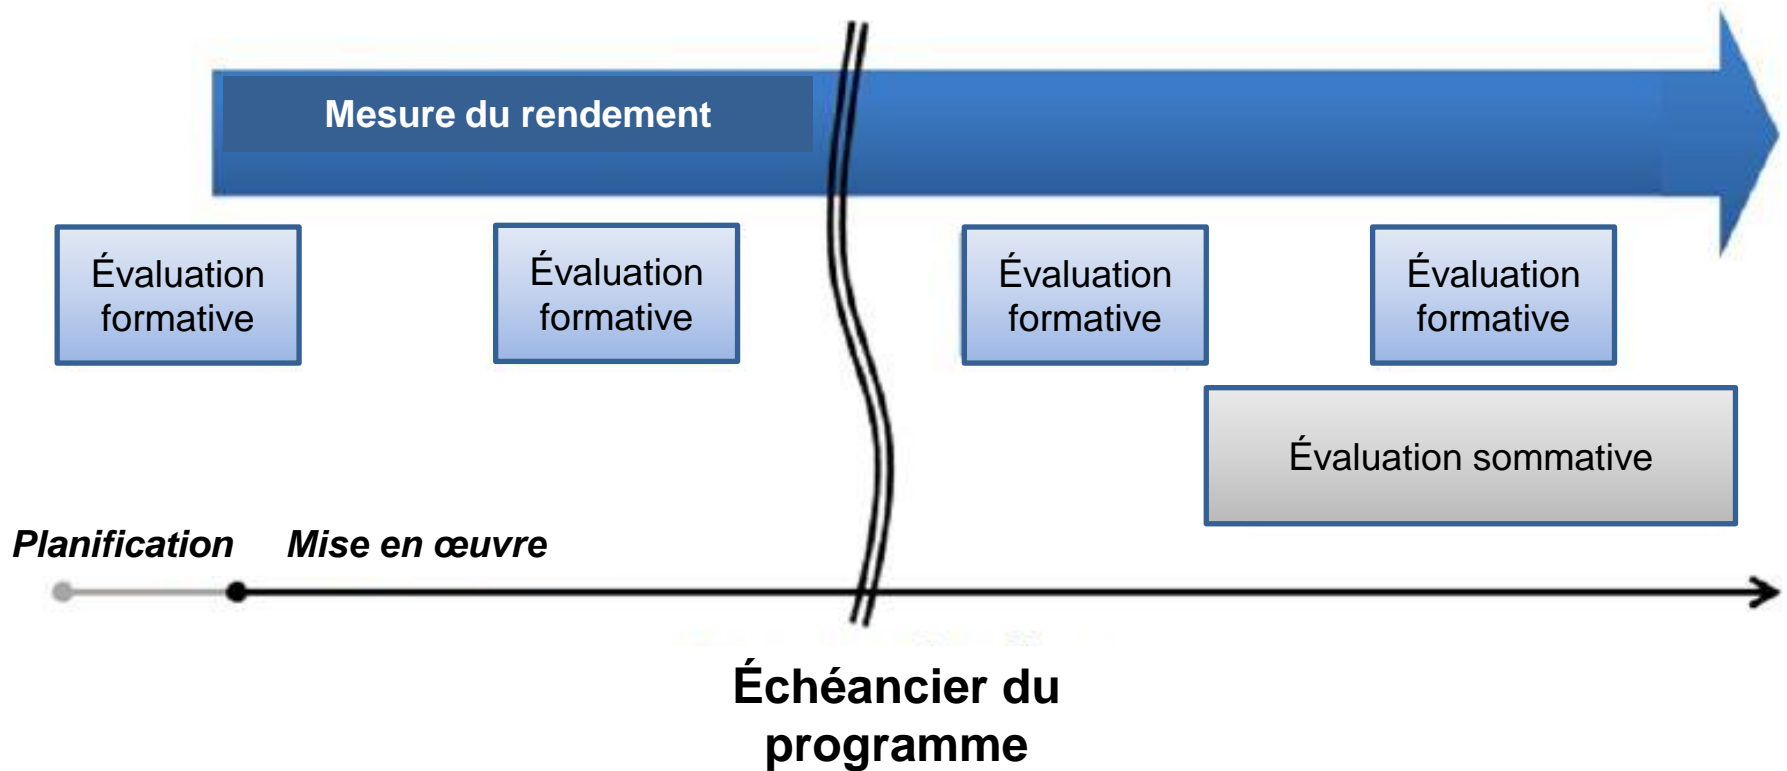 Mesure du rendement
Évaluation
formative
Évaluation
formative
Évaluation
formative
Évaluation
formative
Évaluation sommative
Planification
Mise en œuvre
Échéancier du
programme